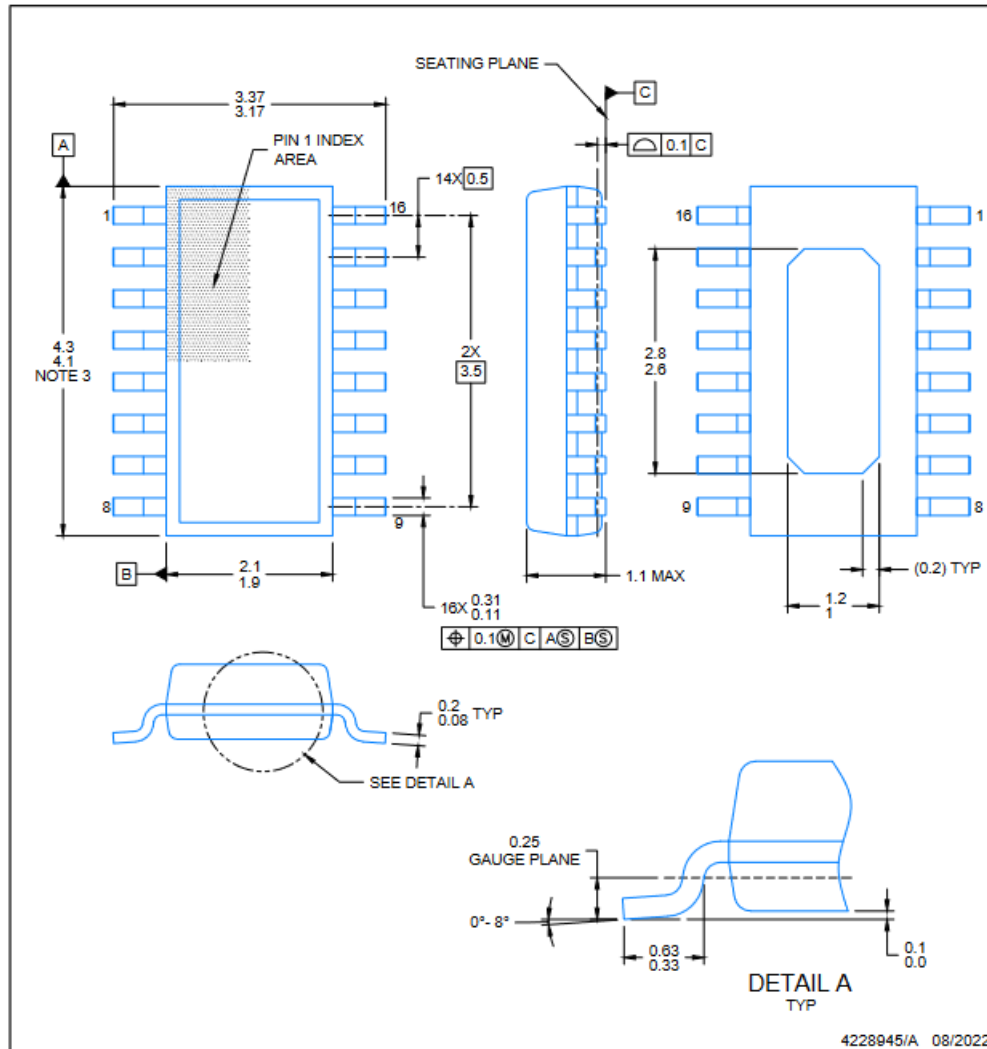 SEATING PLANE
C
3.37
3.17
A
PIN 1 INDEX
AREA
0.1 C
14X 0.5
1
16
16
1
4.3
4.1
NOTE 3
2X
3.5
2.8
2.6
8
9
9
8
B
2.1
1.9
1.1 MAX
(0.2) TYP
16X 0.31
0.11
1.2
1
⌖ 0.1Ⓜ C AⓈ BⓈ
0.2
0.08 TYP
SEE DETAIL A
0.25
GAUGE PLANE
0°- 8°
0.63
0.33
0.1
0.0
DETAIL A
TYP
4228945/A 08/2022